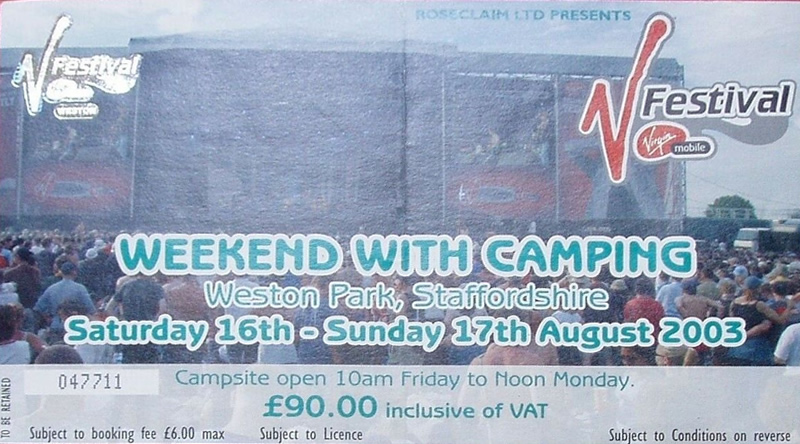 ROSECLAIM LTD PRESENTS
V Festival
WESTON
V Festival
Virgin mobile
WEEKEND WITH CAMPING
Weston Park, Staffordshire
Saturday 16th - Sunday 17th August 2003
TO BE RETAINED
047711
Campsite open 10am Friday to Noon Monday.
£90.00 inclusive of VAT
Subject to booking fee £6.00 max
Subject to Licence
Subject to Conditions on reverse